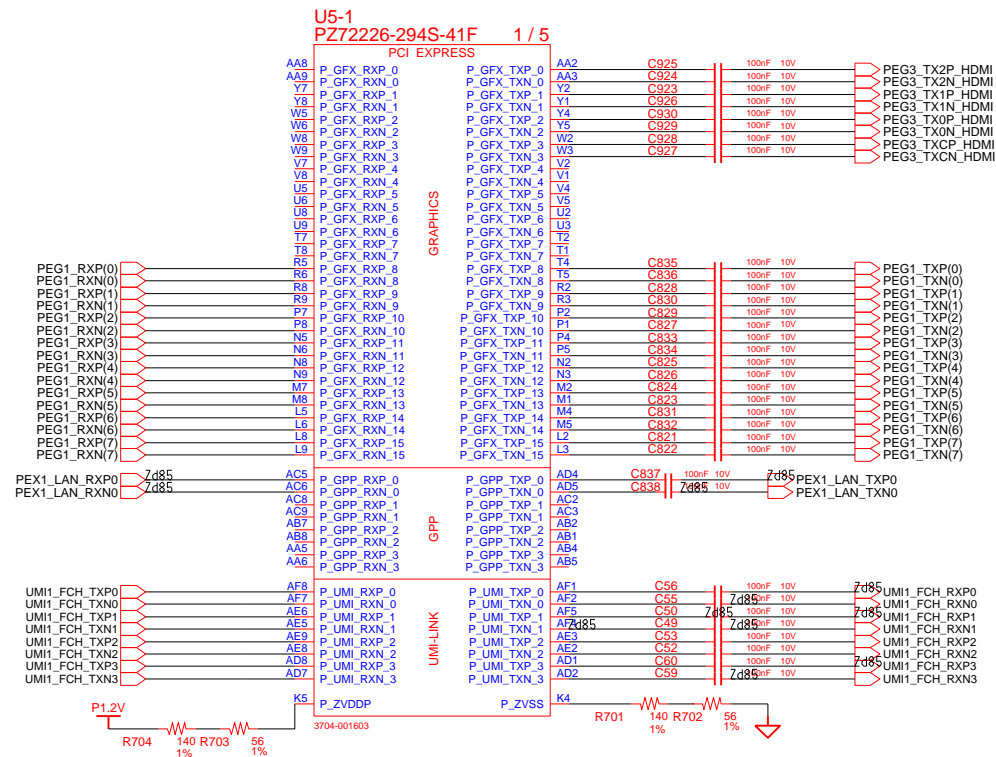 U5-1
PZ72226-294S-41F 1 / 5
PCI EXPRESS
AA8 P_GFX_RXP_0 P_GFX_TXP_0 AA2 C925 100nF 10V PEG3_TX2P_HDMI
AA9 P_GFX_RXN_0 P_GFX_TXN_0 AA3 C924 100nF 10V PEG3_TX2N_HDMI
Y7 P_GFX_RXP_1 P_GFX_TXP_1 Y2 C923 100nF 10V PEG3_TX1P_HDMI
Y8 P_GFX_RXN_1 P_GFX_TXN_1 Y1 C926 100nF 10V PEG3_TX1N_HDMI
W5 P_GFX_RXP_2 P_GFX_TXP_2 Y4 C930 100nF 10V PEG3_TX0P_HDMI
W6 P_GFX_RXN_2 P_GFX_TXN_2 Y5 C929 100nF 10V PEG3_TX0N_HDMI
W8 P_GFX_RXP_3 P_GFX_TXP_3 W2 C928 100nF 10V PEG3_TXCP_HDMI
W9 P_GFX_RXN_3 P_GFX_TXN_3 W3 C927 100nF 10V PEG3_TXCN_HDMI
V7 P_GFX_RXP_4 P_GFX_TXP_4 V2
V8 P_GFX_RXN_4 P_GFX_TXN_4 V1
U5 P_GFX_RXP_5 P_GFX_TXP_5 V4
U6 P_GFX_RXN_5 P_GFX_TXN_5 V5
U8 P_GFX_RXP_6 P_GFX_TXP_6 U2
U9 P_GFX_RXN_6 P_GFX_TXN_6 U3
T7 P_GFX_RXP_7 P_GFX_TXP_7 T2
T8 P_GFX_RXN_7 P_GFX_TXN_7 T1
GRAPHICS
PEG1_RXP(0) R5 P_GFX_RXP_8 P_GFX_TXP_8 T4 C835 100nF 10V PEG1_TXP(0)
PEG1_RXN(0) R6 P_GFX_RXN_8 P_GFX_TXN_8 T5 C836 100nF 10V PEG1_TXN(0)
PEG1_RXP(1) R8 P_GFX_RXP_9 P_GFX_TXP_9 R2 C828 100nF 10V PEG1_TXP(1)
PEG1_RXN(1) R9 P_GFX_RXN_9 P_GFX_TXN_9 R3 C830 100nF 10V PEG1_TXN(1)
PEG1_RXP(2) P7 P_GFX_RXP_10 P_GFX_TXP_10 P2 C829 100nF 10V PEG1_TXP(2)
PEG1_RXN(2) P8 P_GFX_RXN_10 P_GFX_TXN_10 P1 C827 100nF 10V PEG1_TXN(2)
PEG1_RXP(3) N5 P_GFX_RXP_11 P_GFX_TXP_11 P4 C833 100nF 10V PEG1_TXP(3)
PEG1_RXN(3) N6 P_GFX_RXN_11 P_GFX_TXN_11 P5 C834 100nF 10V PEG1_TXN(3)
PEG1_RXP(4) N8 P_GFX_RXP_12 P_GFX_TXP_12 N2 C825 100nF 10V PEG1_TXP(4)
PEG1_RXN(4) N9 P_GFX_RXN_12 P_GFX_TXN_12 N3 C826 100nF 10V PEG1_TXN(4)
PEG1_RXP(5) M7 P_GFX_RXP_13 P_GFX_TXP_13 M2 C824 100nF 10V PEG1_TXP(5)
PEG1_RXN(5) M8 P_GFX_RXN_13 P_GFX_TXN_13 M1 C823 100nF 10V PEG1_TXN(5)
PEG1_RXP(6) L5 P_GFX_RXP_14 P_GFX_TXP_14 M4 C831 100nF 10V PEG1_TXP(6)
PEG1_RXN(6) L6 P_GFX_RXN_14 P_GFX_TXN_14 M5 C832 100nF 10V PEG1_TXN(6)
PEG1_RXP(7) L8 P_GFX_RXP_15 P_GFX_TXP_15 L2 C821 100nF 10V PEG1_TXP(7)
PEG1_RXN(7) L9 P_GFX_RXN_15 P_GFX_TXN_15 L3 C822 100nF 10V PEG1_TXN(7)
PEX1_LAN_RXP0 7d85 AC5 P_GPP_RXP_0 P_GPP_TXP_0 AD4 C837 100nF 10V 7d85 PEX1_LAN_TXP0
PEX1_LAN_RXN0 7d85 AC6 P_GPP_RXN_0 P_GPP_TXN_0 AD5 C838 7d85 10V PEX1_LAN_TXN0
AC8 P_GPP_RXP_1 P_GPP_TXP_1 AC2
AC9 P_GPP_RXN_1 P_GPP_TXN_1 AC3
AB7 P_GPP_RXP_2 P_GPP_TXP_2 AB2
AB8 P_GPP_RXN_2 P_GPP_TXN_2 AB1
AA5 P_GPP_RXP_3 P_GPP_TXP_3 AB4
AA6 P_GPP_RXN_3 P_GPP_TXN_3 AB5
GPP
UMI1_FCH_TXP0 AF8 P_UMI_RXP_0 P_UMI_TXP_0 AF1 C56 100nF 10V 7d85 UMI1_FCH_RXP0
UMI1_FCH_TXN0 AF7 P_UMI_RXN_0 P_UMI_TXN_0 AF2 C55 7d85 10V UMI1_FCH_RXN0
UMI1_FCH_TXP1 AE6 P_UMI_RXP_1 P_UMI_TXP_1 AF5 C50 7d85 100nF 10V 7d85 UMI1_FCH_RXP1
UMI1_FCH_TXN1 AE5 P_UMI_RXN_1 P_UMI_TXN_1 7d85 C49 7d85 10V UMI1_FCH_RXN1
UMI1_FCH_TXP2 AE9 P_UMI_RXP_2 P_UMI_TXP_2 AE3 C53 100nF 10V UMI1_FCH_RXP2
UMI1_FCH_TXN2 AE8 P_UMI_RXN_2 P_UMI_TXN_2 AE2 C52 100nF 10V UMI1_FCH_RXN2
UMI1_FCH_TXP3 AD8 P_UMI_RXP_3 P_UMI_TXP_3 AD1 C60 100nF 10V 7d85 UMI1_FCH_RXP3
UMI1_FCH_TXN3 AD7 P_UMI_RXN_3 P_UMI_TXN_3 AD2 C59 7d85 10V UMI1_FCH_RXN3
UMI-LINK
K5 P_ZVDDP P_ZVSS K4
P1.2V
3704-001603
R704 140 1% R703 56 1%
R701 140 1% R702 56 1%